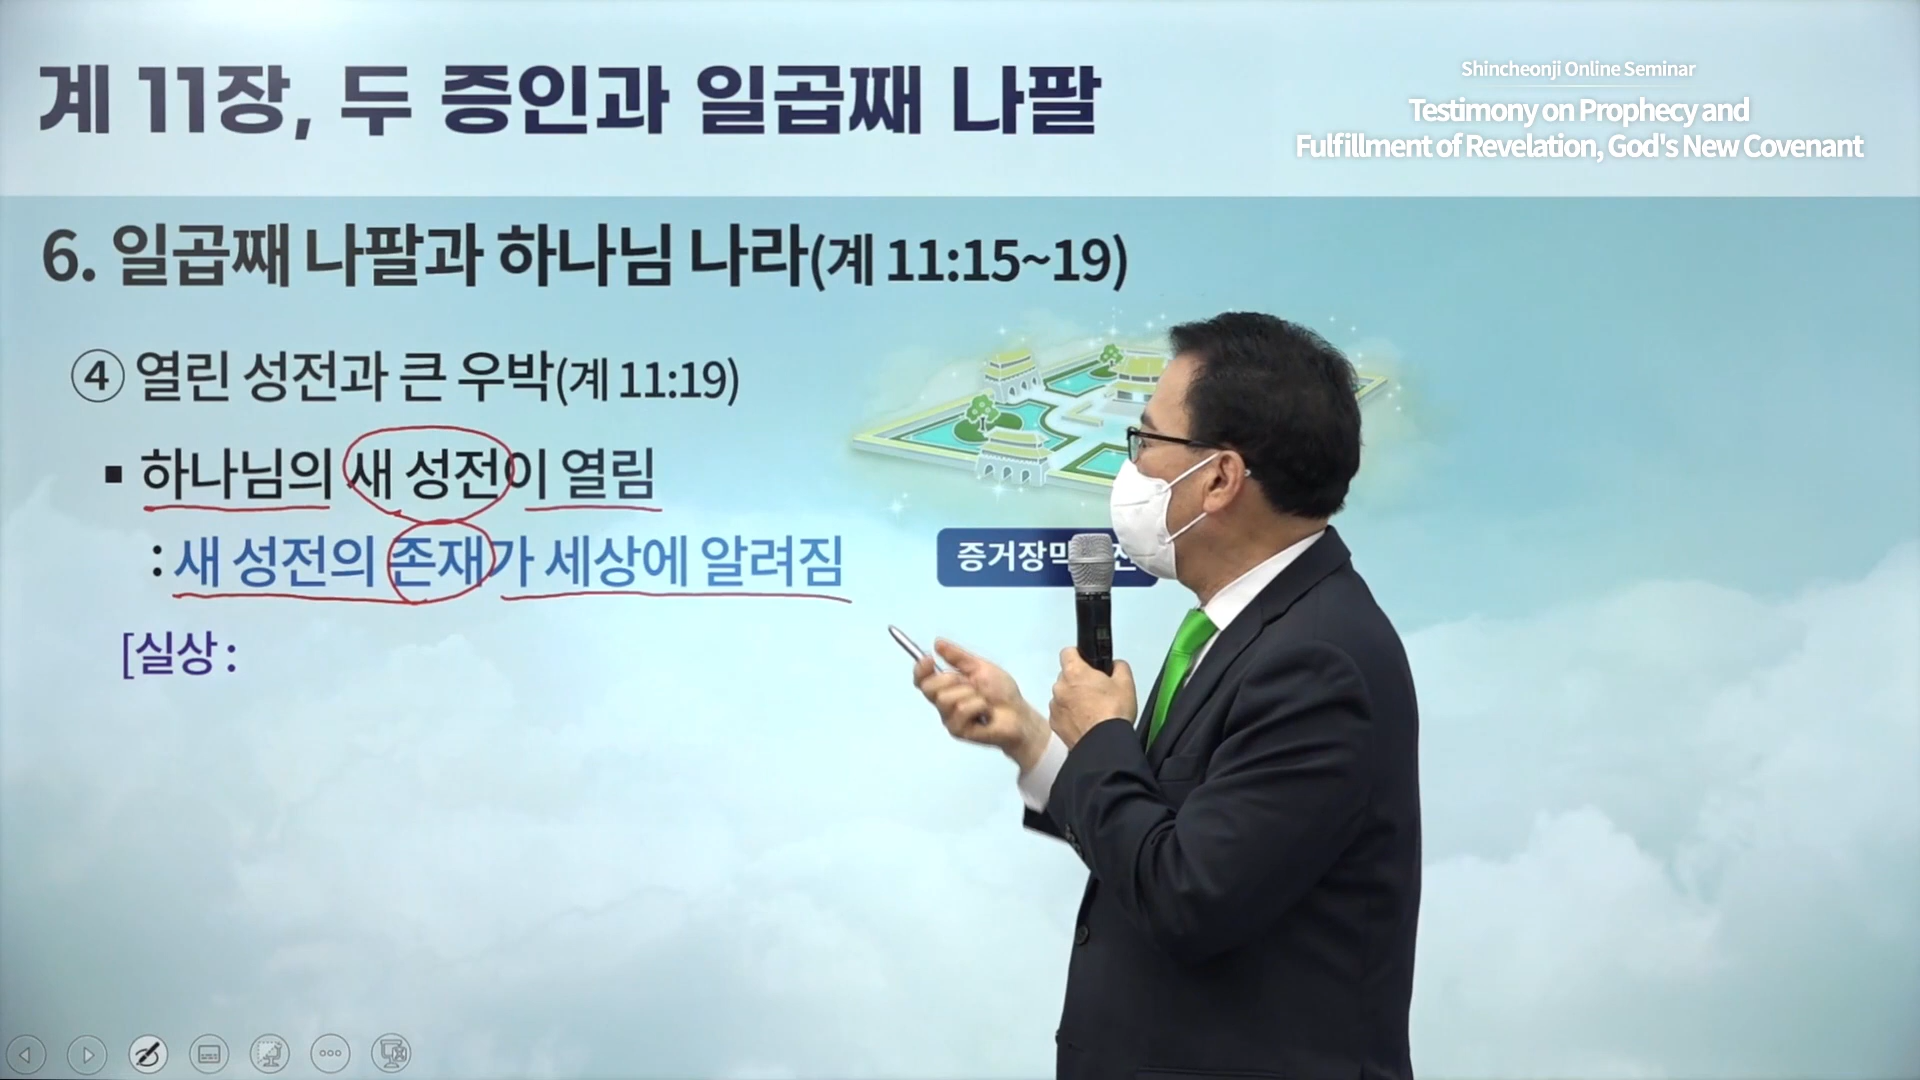 계 11장, 두 증인과 일곱째 나팔
Shincheonji Online Seminar
Testimony on Prophecy and
Fulfillment of Revelation, God's New Covenant
6. 일곱째 나팔과 하나님 나라(계 11:15~19)
④ 열린 성전과 큰 우박(계 11:19)
▪ 하나님의 새 성전이 열림
: 새 성전의 존재가 세상에 알려짐
[실상 :
증거장막